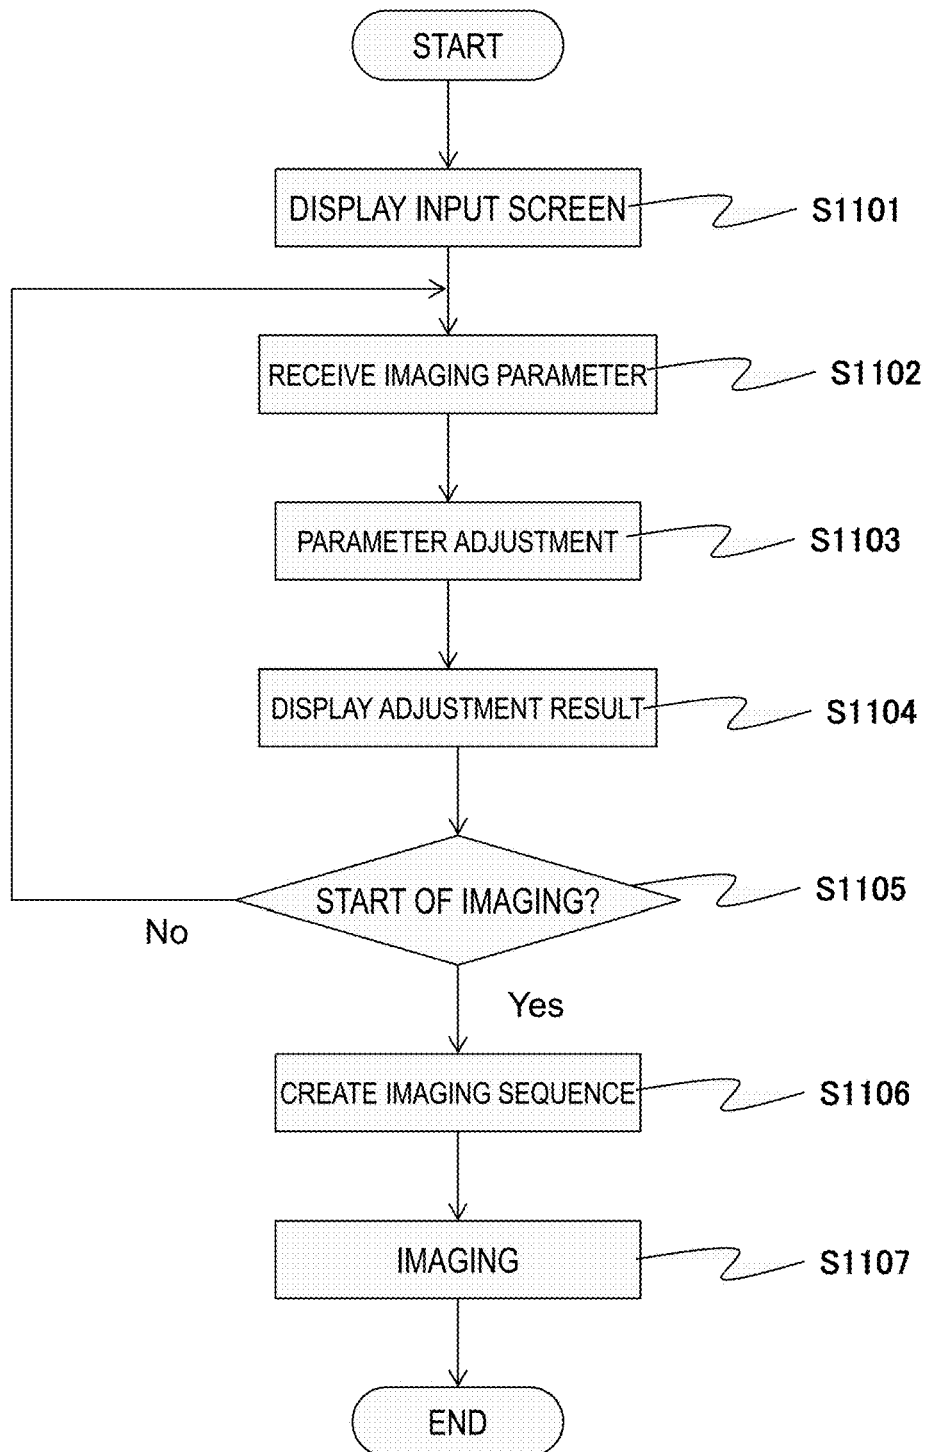 START
DISPLAY INPUT SCREEN
S1101
RECEIVE IMAGING PARAMETER
S1102
PARAMETER ADJUSTMENT
S1103
DISPLAY ADJUSTMENT RESULT
S1104
START OF IMAGING?
S1105
No
Yes
CREATE IMAGING SEQUENCE
S1106
IMAGING
S1107
END